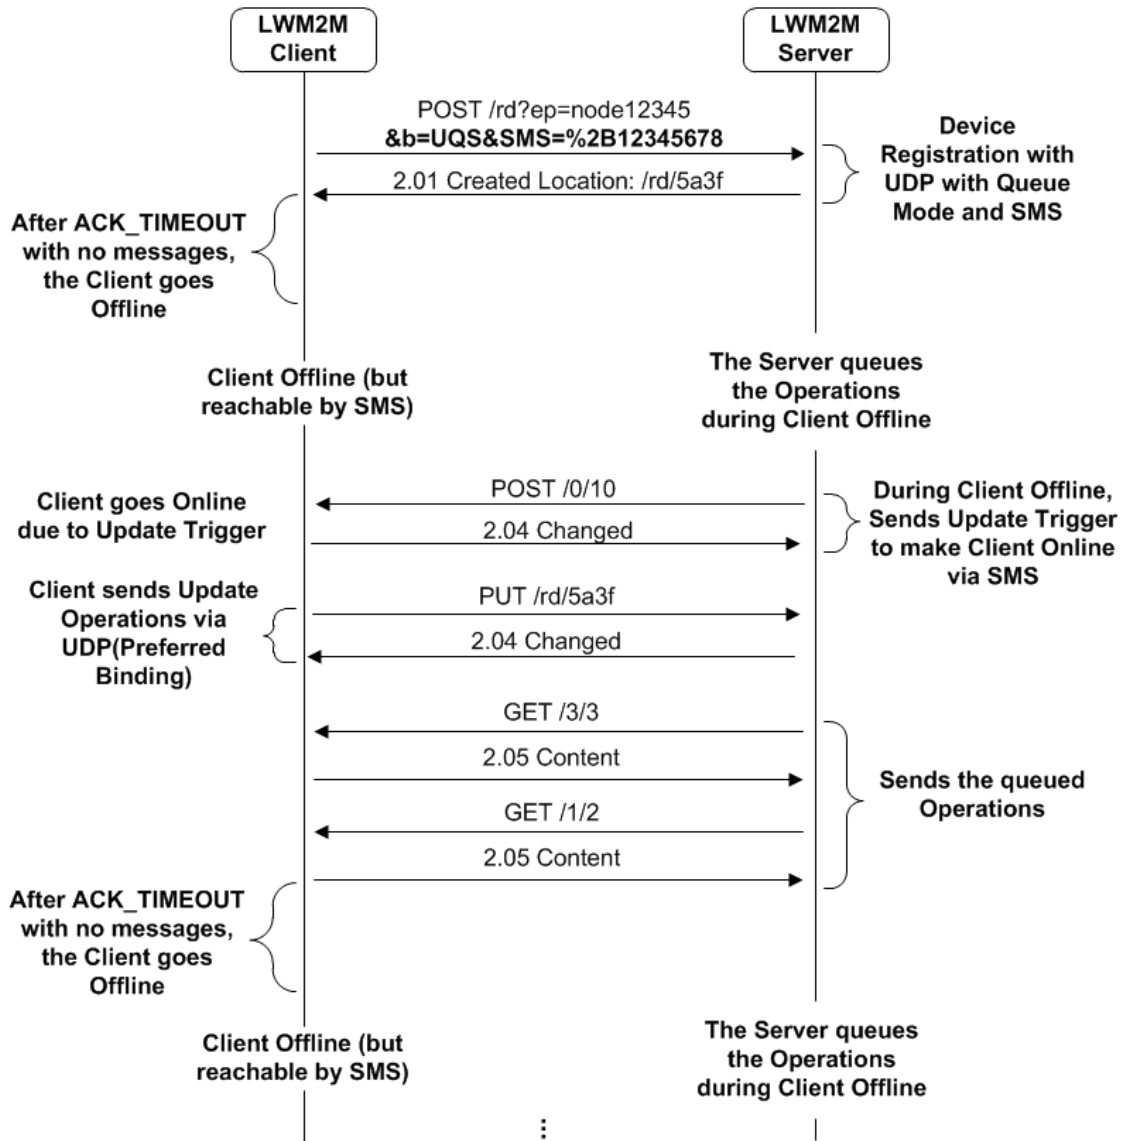 LWM2M
Client
LWM2M
Server
POST /rd?ep=node12345
&b=UQS&SMS=%2B12345678
Device
Registration with
UDP with Queue
Mode and SMS
2.01 Created Location: /rd/5a3f
After ACK_TIMEOUT
with no messages,
the Client goes
Offline
Client Offline (but
reachable by SMS)
The Server queues
the Operations
during Client Offline
POST /0/10
Client goes Online
due to Update Trigger
2.04 Changed
During Client Offline,
Sends Update Trigger
to make Client Online
via SMS
Client sends Update
Operations via
UDP(Preferred
Binding)
PUT /rd/5a3f
2.04 Changed
GET /3/3
2.05 Content
GET /1/2
2.05 Content
Sends the queued
Operations
After ACK_TIMEOUT
with no messages,
the Client goes
Offline
Client Offline (but
reachable by SMS)
The Server queues
the Operations
during Client Offline
...